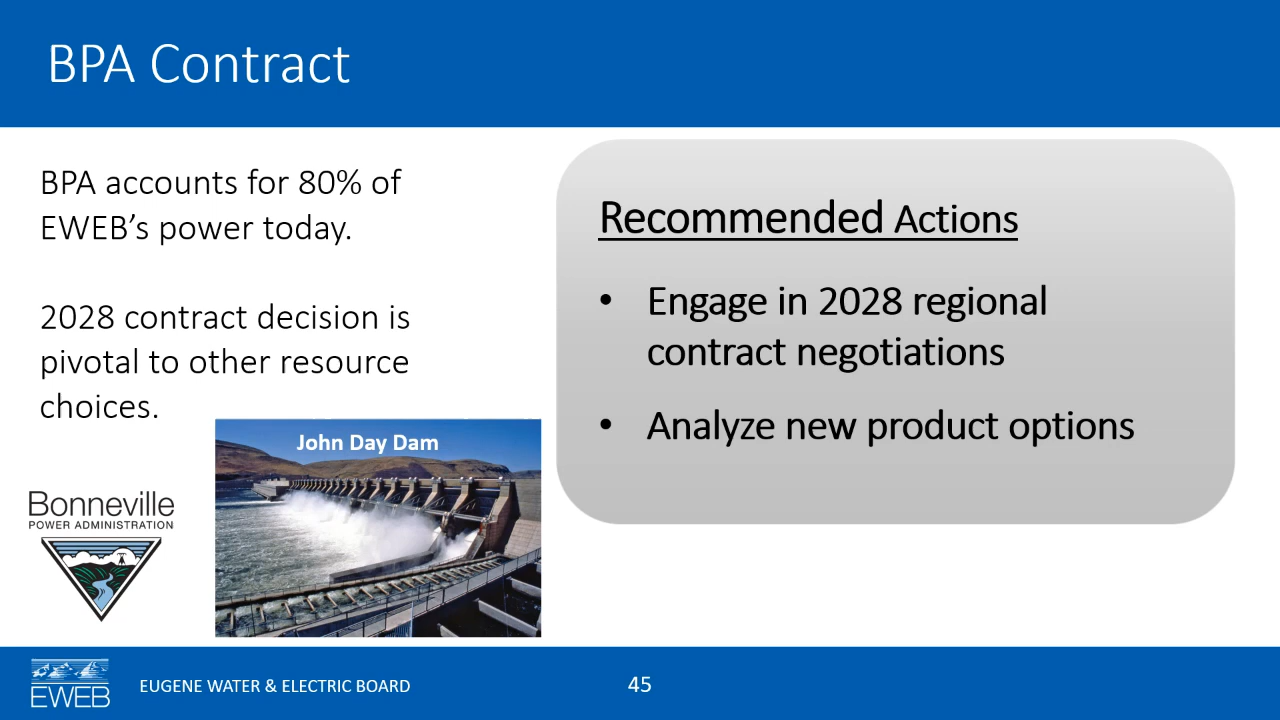 BPA Contract
BPA accounts for 80% of
EWEB’s power today.
2028 contract decision is
pivotal to other resource
choices.
John Day Dam
Bonneville
POWER ADMINISTRATION
Recommended Actions
• Engage in 2028 regional
contract negotiations
• Analyze new product options
EWEB
EUGENE WATER & ELECTRIC BOARD
45